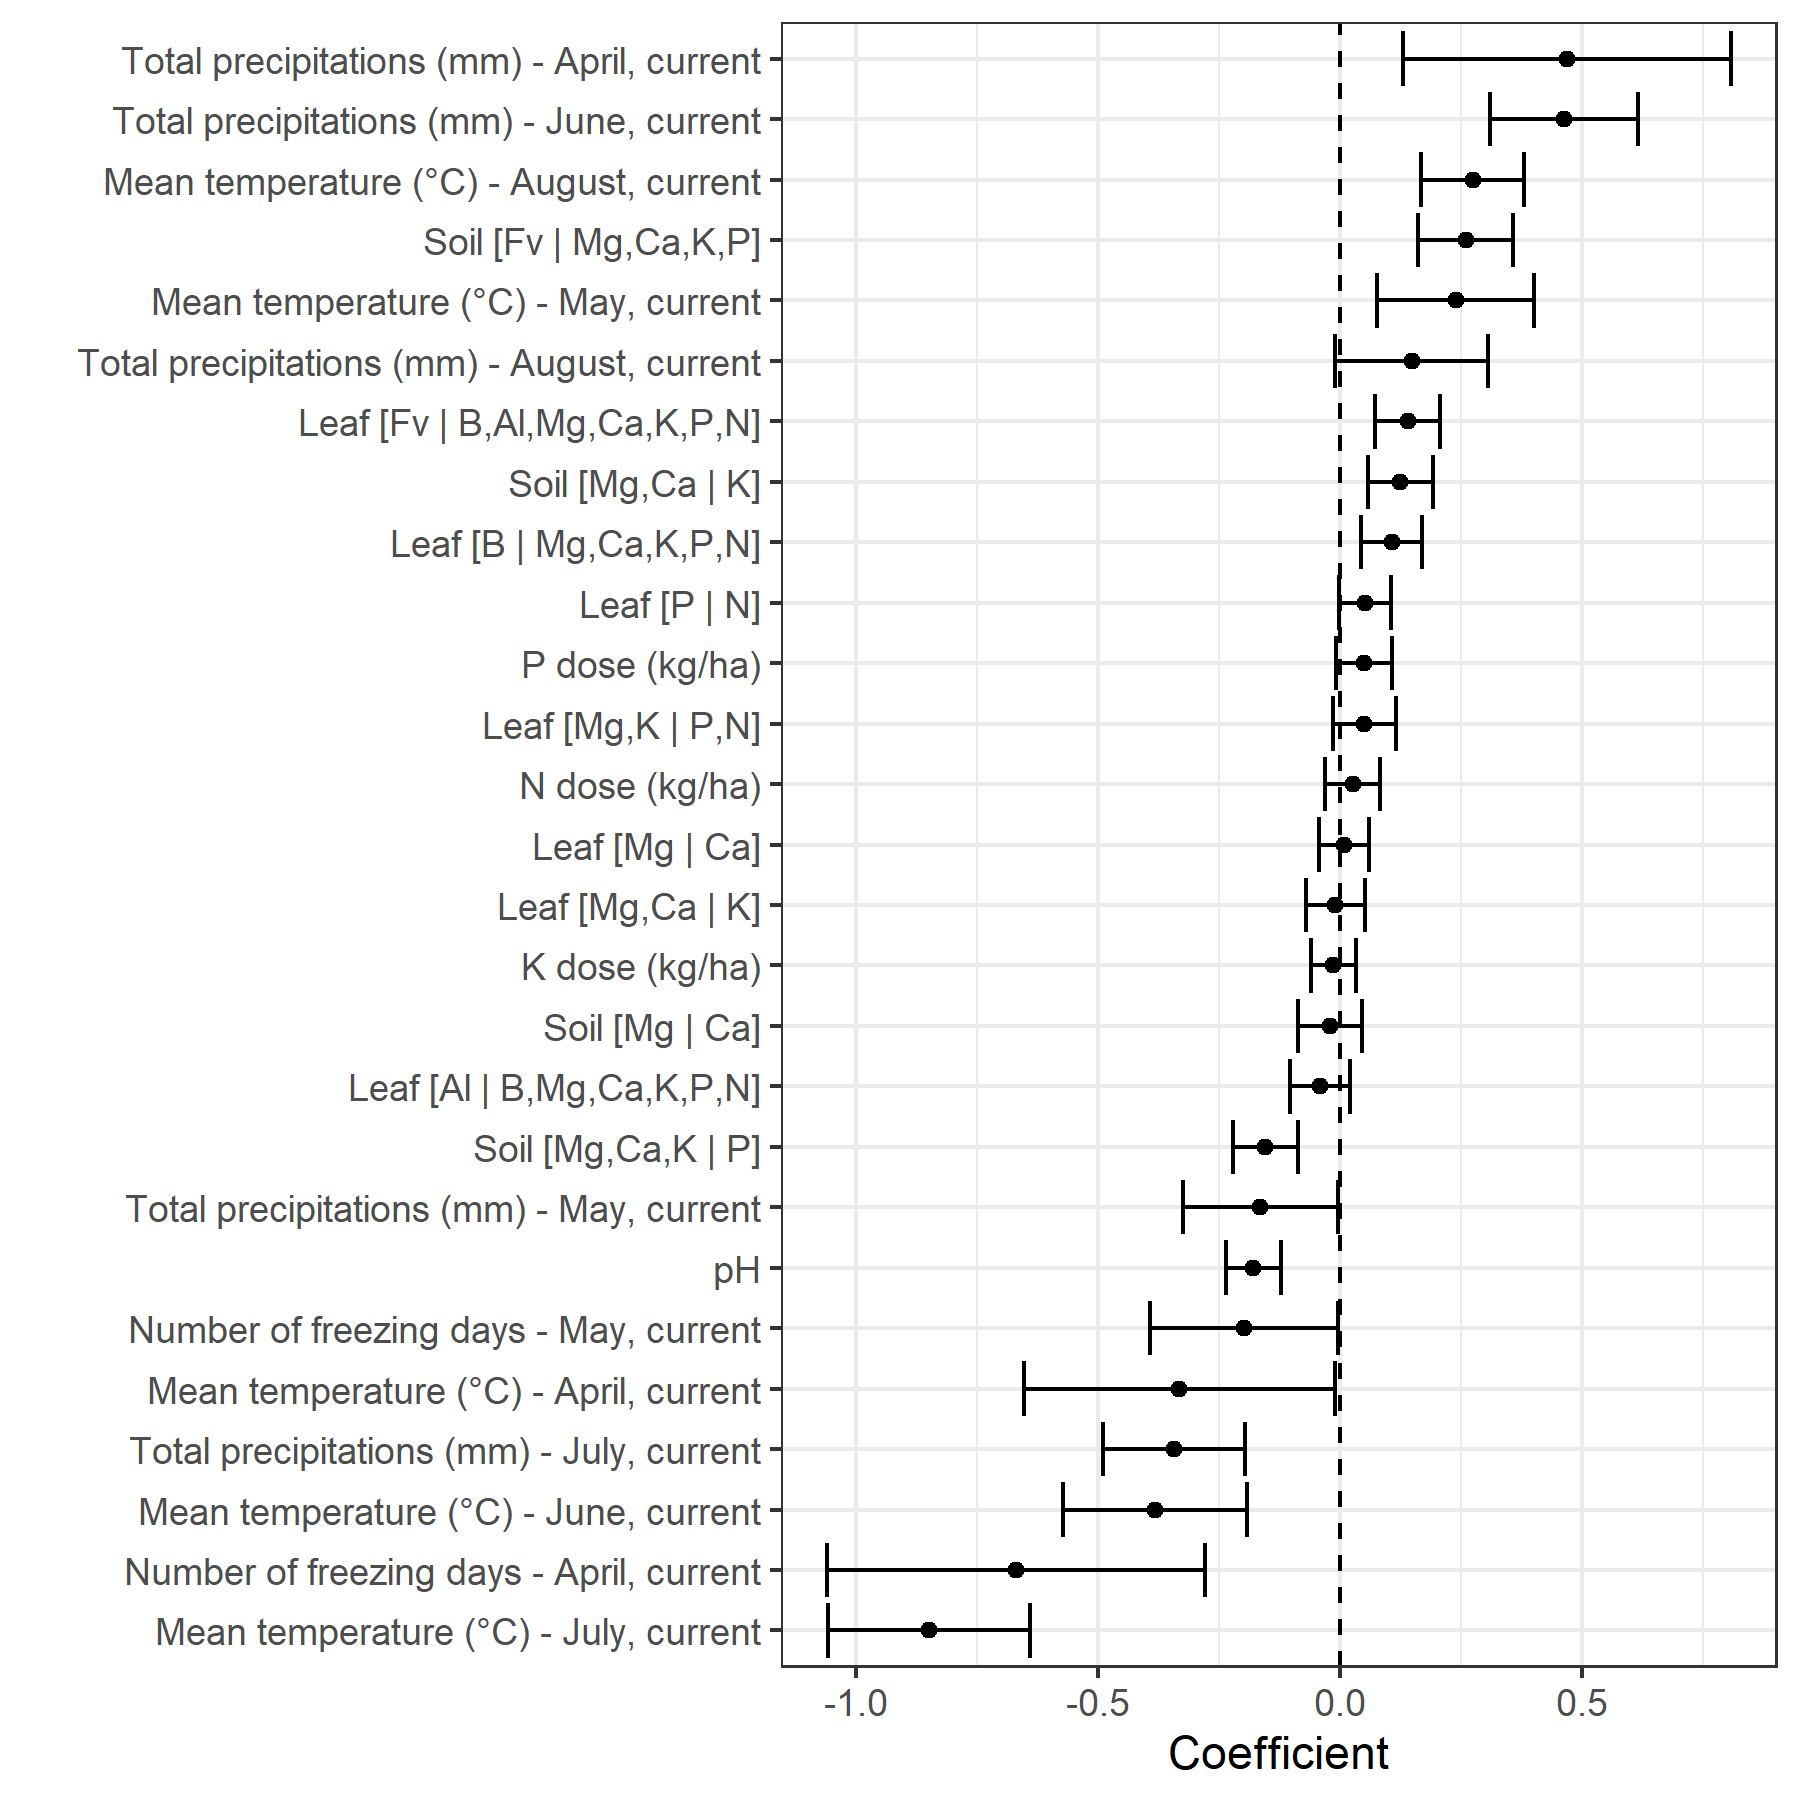 Total precipitations (mm) - April, current
Total precipitations (mm) - June, current
Mean temperature (°C) - August, current
Soil [Fv | Mg,Ca,K,P]
Mean temperature (°C) - May, current
Total precipitations (mm) - August, current
Leaf [Fv | B,Al,Mg,Ca,K,P,N]
Soil [Mg,Ca | K]
Leaf [B | Mg,Ca,K,P,N]
Leaf [P | N]
P dose (kg/ha)
Leaf [Mg,K | P,N]
N dose (kg/ha)
Leaf [Mg | Ca]
Leaf [Mg,Ca | K]
K dose (kg/ha)
Soil [Mg | Ca]
Leaf [Al | B,Mg,Ca,K,P,N]
Soil [Mg,Ca,K | P]
Total precipitations (mm) - May, current
pH
Number of freezing days - May, current
Mean temperature (°C) - April, current
Total precipitations (mm) - July, current
Mean temperature (°C) - June, current
Number of freezing days - April, current
Mean temperature (°C) - July, current
-1.0 -0.5 0.0 0.5
Coefficient